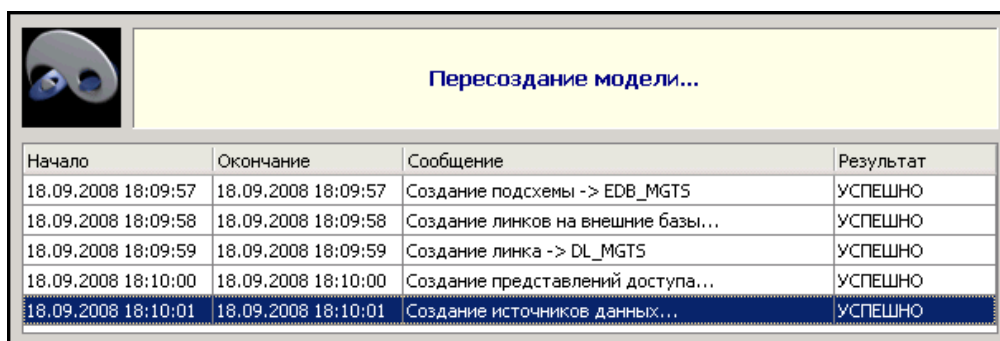 Пересоздание модели...
Начало Окончание Сообщение Результат
18.09.2008 18:09:57 18.09.2008 18:09:57 Создание подсхемы -> EDB_MGTS УСПЕШНО
18.09.2008 18:09:58 18.09.2008 18:09:58 Создание линков на внешние базы... УСПЕШНО
18.09.2008 18:09:59 18.09.2008 18:09:59 Создание линка -> DL_MGTS УСПЕШНО
18.09.2008 18:10:00 18.09.2008 18:10:00 Создание представлений доступа... УСПЕШНО
18.09.2008 18:10:01 18.09.2008 18:10:01 Создание источников данных... УСПЕШНО